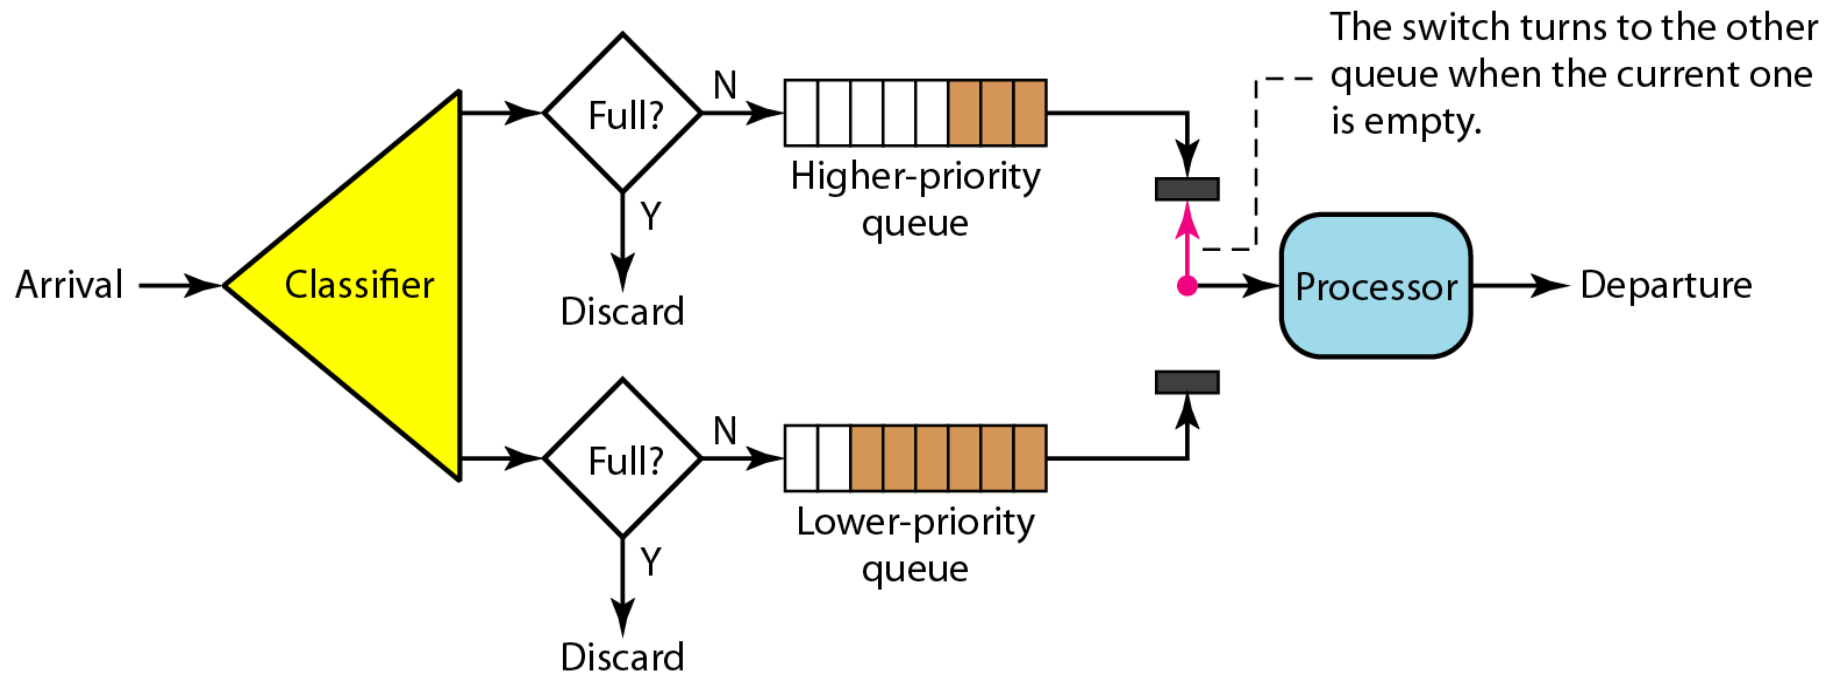 The switch turns to the other
queue when the current one
is empty.
N
Full?
Higher-priority
queue
Y
Discard
Arrival
Classifier
Processor
Departure
N
Full?
Lower-priority
queue
Y
Discard